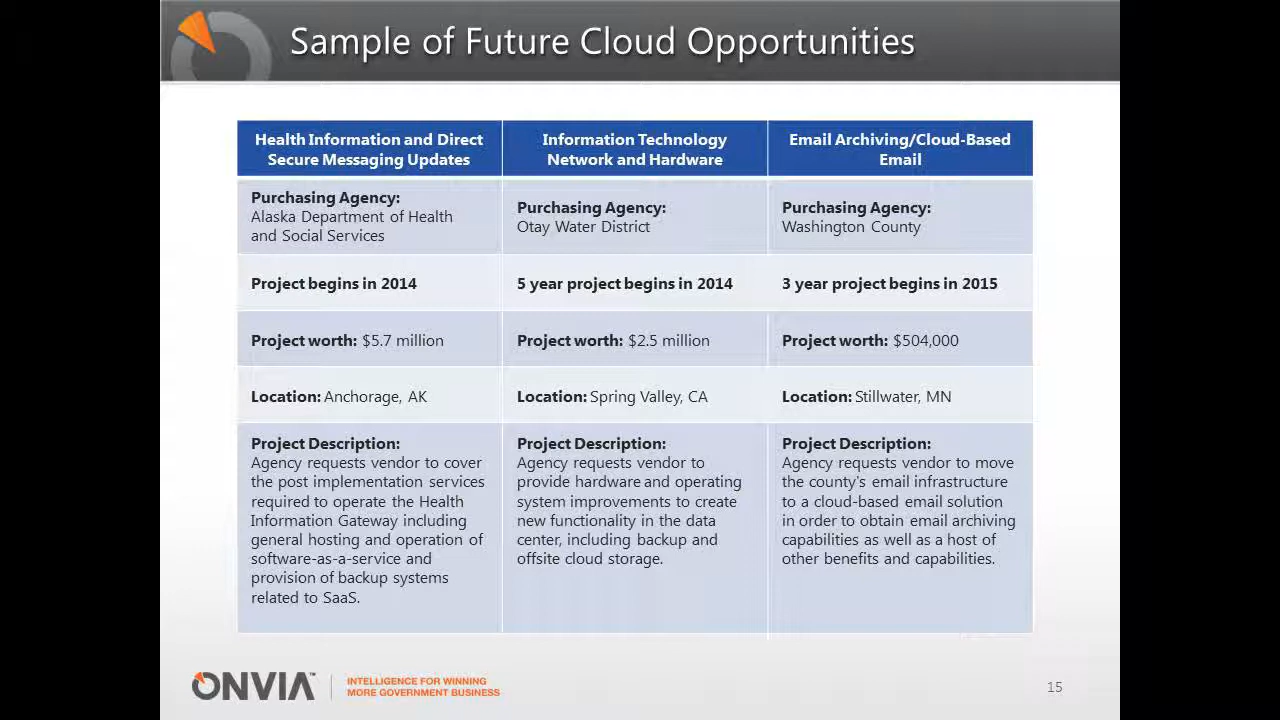 Sample of Future Cloud Opportunities
Health Information and Direct
Secure Messaging Updates
Information Technology
Network and Hardware
Email Archiving/Cloud-Based
Email
Purchasing Agency:
Alaska Department of Health
and Social Services
Purchasing Agency:
Otay Water District
Purchasing Agency:
Washington County
Project begins in 2014
5 year project begins in 2014
3 year project begins in 2015
Project worth: $5.7 million
Project worth: $2.5 million
Project worth: $504,000
Location: Anchorage, AK
Location: Spring Valley, CA
Location: Stillwater, MN
Project Description:
Agency requests vendor to cover
the post implementation services
required to operate the Health
Information Gateway including
general hosting and operation of
software-as-a-service and
provision of backup systems
related to SaaS.
Project Description:
Agency requests vendor to
provide hardware and operating
system improvements to create
new functionality in the data
center, including backup and
offsite cloud storage.
Project Description:
Agency requests vendor to move
the county's email infrastructure
to a cloud-based email solution
in order to obtain email archiving
capabilities as well as a host of
other benefits and capabilities.
ONVIA™
INTELLIGENCE FOR WINNING
MORE GOVERNMENT BUSINESS
15